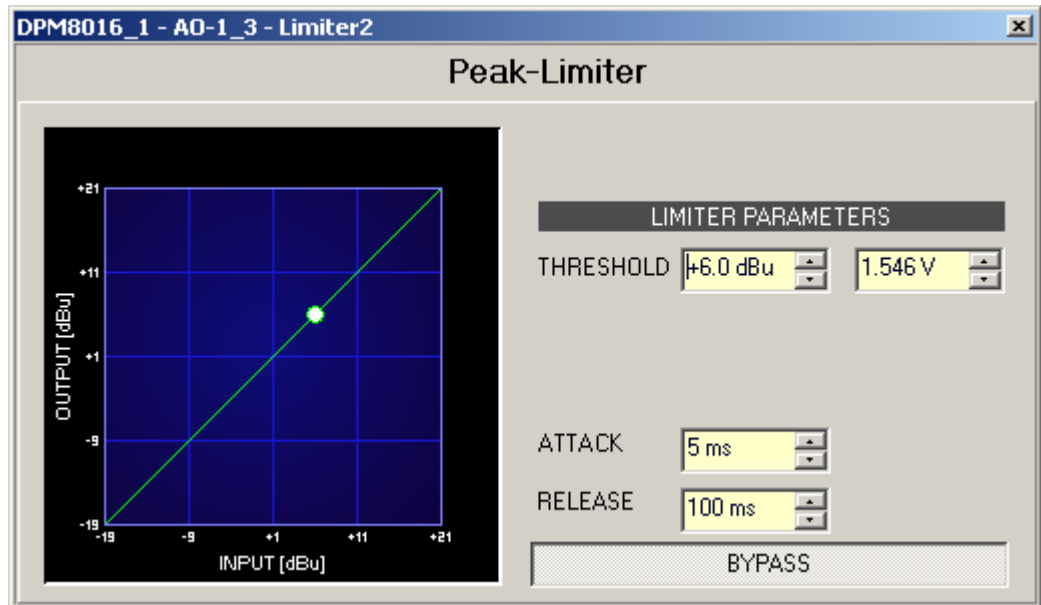 DPM8016_1 - AO-1_3 - Limiter2
Peak-Limiter
+21
+11
+1
-9
-19
OUTPUT [dBu]
-19 -9 +1 +11 +21
INPUT [dBu]
LIMITER PARAMETERS
THRESHOLD +6.0 dBu 1.546 V
ATTACK 5 ms
RELEASE 100 ms
BYPASS